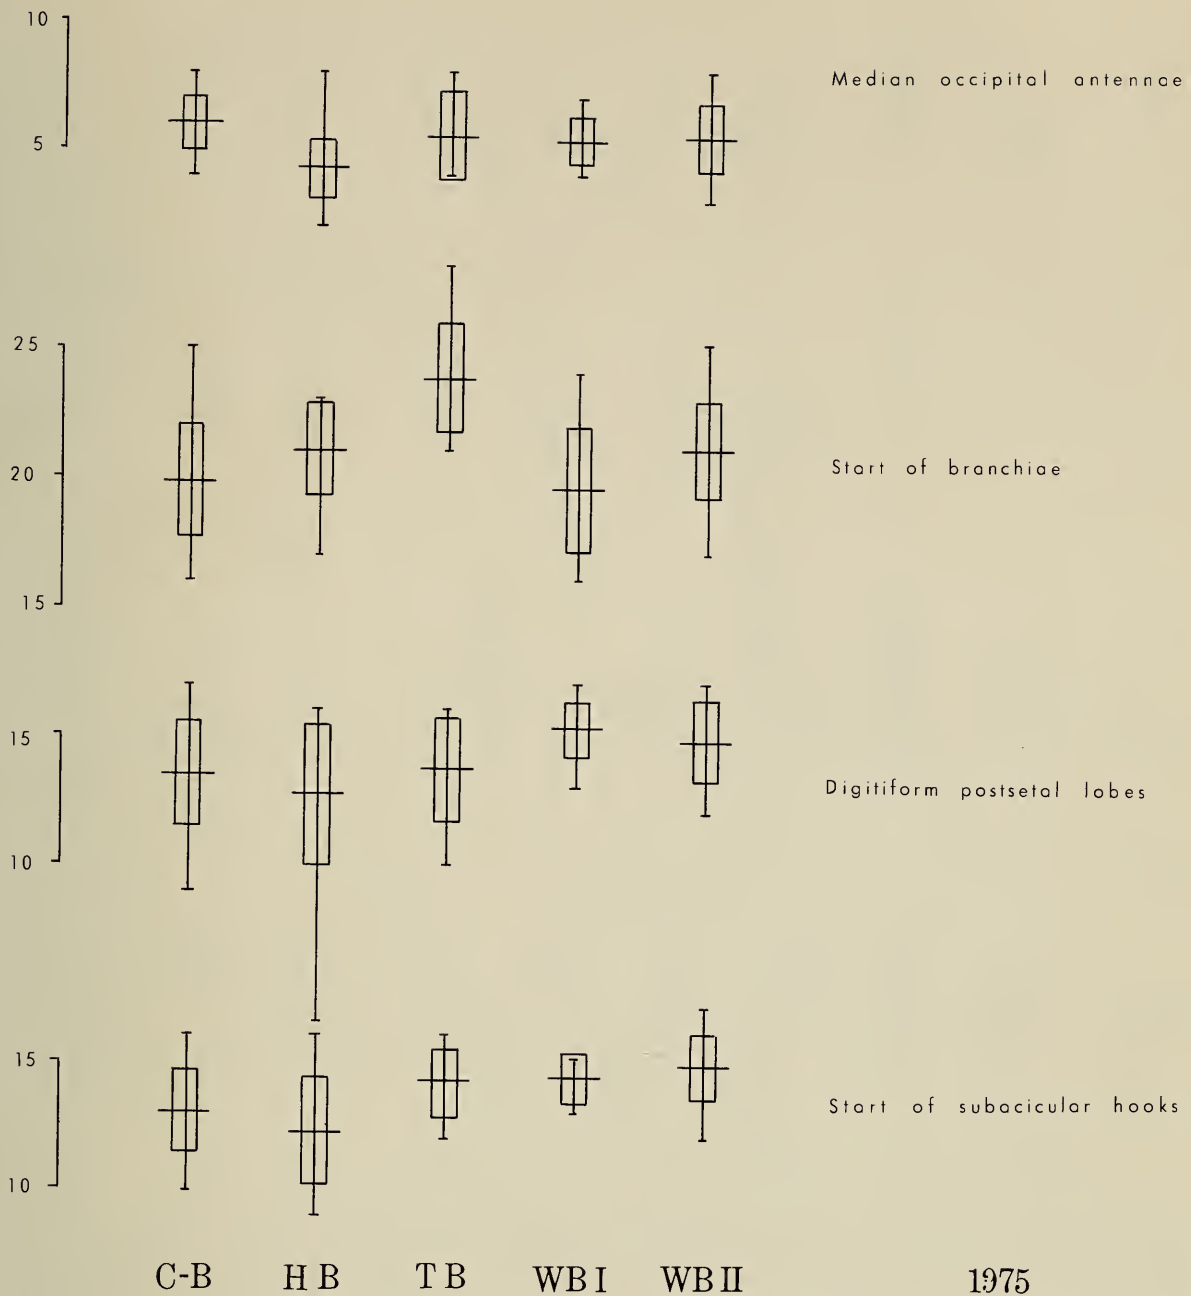 10
Median occipital antennae
5
25
20
Start of branchiae
15
15
Digitiform postsetal lobes
10
15
Start of subacicular hooks
10
C-B HB TB WBI WBII 1975